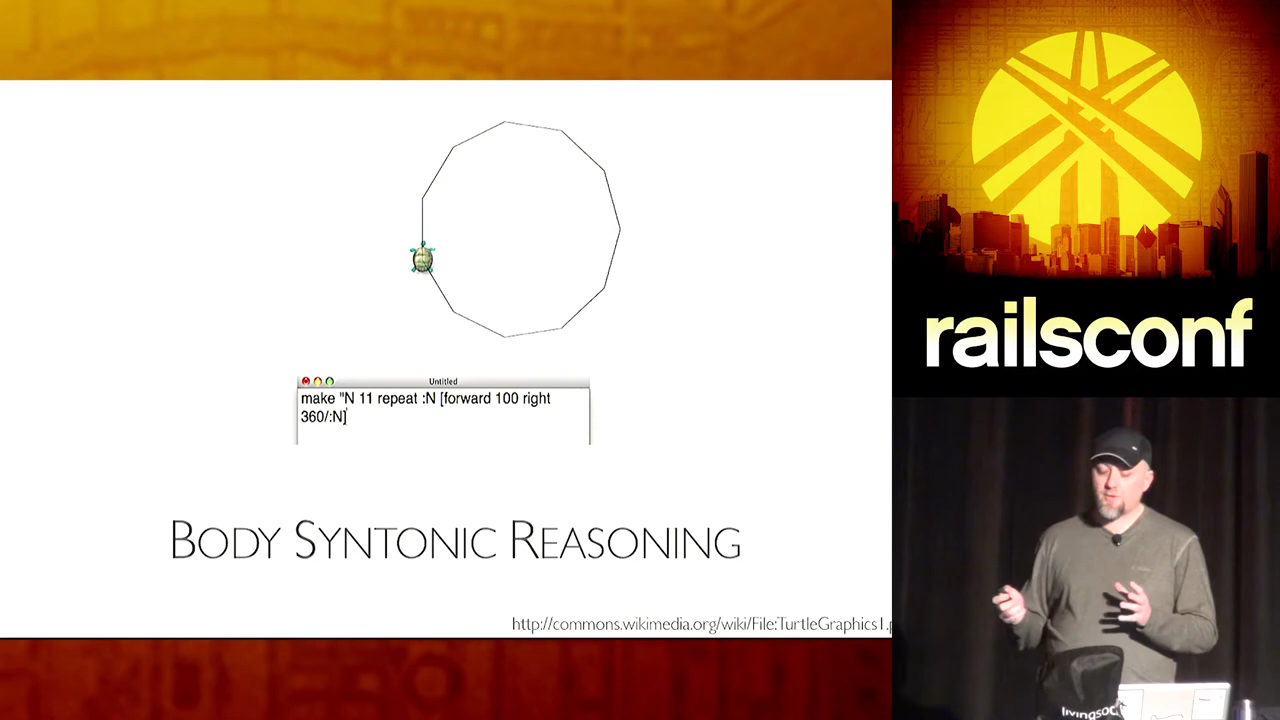 Untitled
make "N 11 repeat :N [forward 100 right
360/:N]
BODY SYNTONIC REASONING
http://commons.wikimedia.org/wiki/File:TurtleGraphics1.p
railsconf
livingsoc